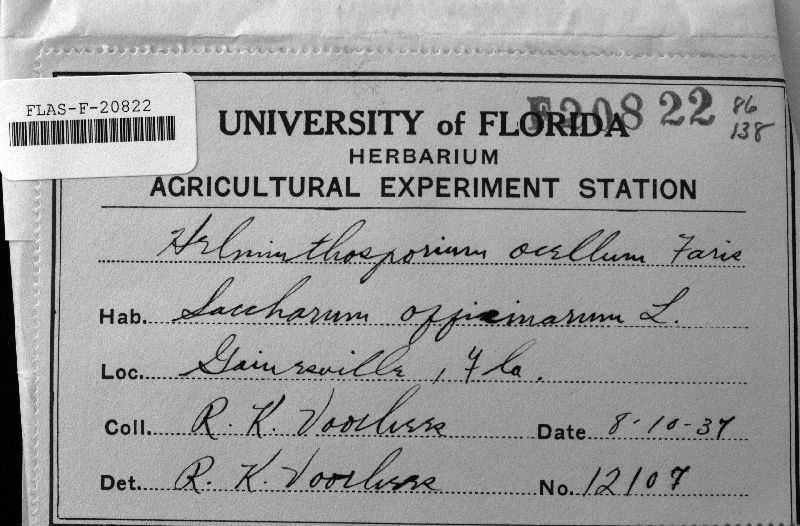 FLAS-F-20822
F20822 86
138
UNIVERSITY of FLORIDA
HERBARIUM
AGRICULTURAL EXPERIMENT STATION
Helminthosporium ocellum Faris
Hab. Saccharum officinarum L.
Loc. Gainesville, Fla.
Coll. R. K. Voorhees Date 8-10-37
Det. R. K. Voorhees No. 12107